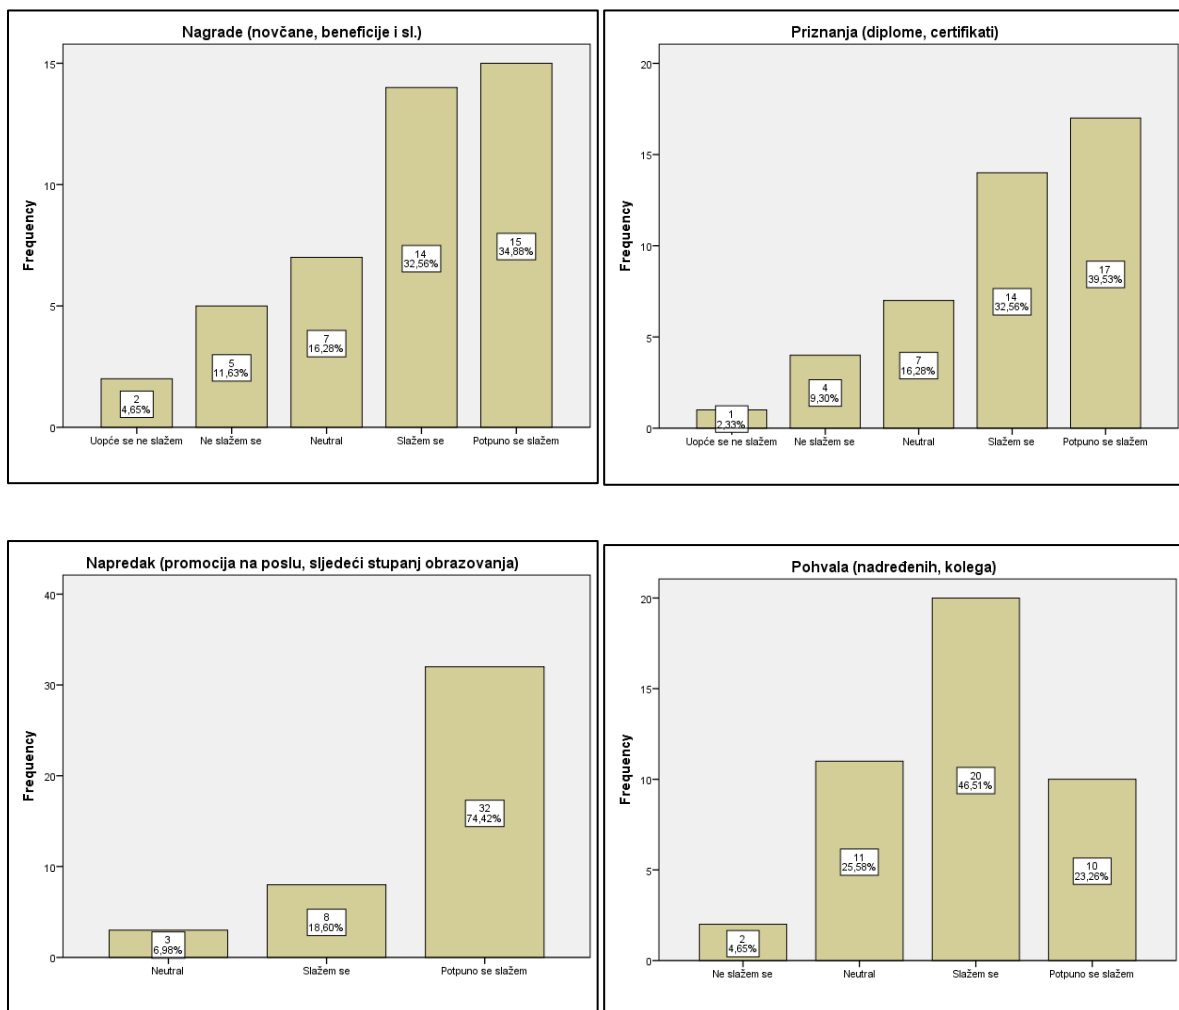 Nagrade (novčane, beneficije i sl.)
Frequency
15
10
5
0
2
4,65%
5
11,63%
7
16,28%
14
32,56%
15
34,88%
Uopće se ne slažem
Ne slažem se
Neutral
Slažem se
Potpuno se slažem
Priznanja (diplome, certifikati)
Frequency
20
15
10
5
0
1
2,33%
4
9,30%
7
16,28%
14
32,56%
17
39,53%
Uopće se ne slažem
Ne slažem se
Neutral
Slažem se
Potpuno se slažem
Napredak (promocija na poslu, sljedeći stupanj obrazovanja)
Frequency
40
30
20
10
0
3
6,98%
8
18,60%
32
74,42%
Neutral
Slažem se
Potpuno se slažem
Pohvala (nadređenih, kolega)
Frequency
20
15
10
5
0
2
4,65%
11
25,58%
20
46,51%
10
23,26%
Ne slažem se
Neutral
Slažem se
Potpuno se slažem